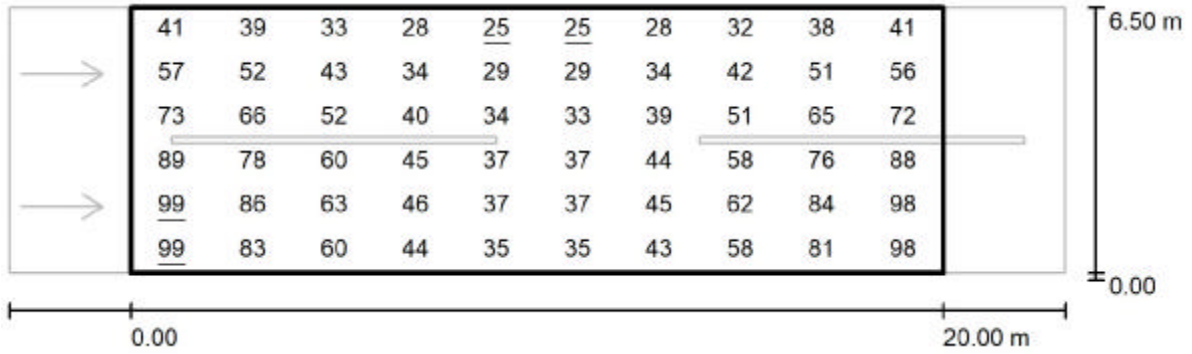 41 39 33 28 25 25 28 32 38 41 6.50 m
57 52 43 34 29 29 34 42 51 56
73 66 52 40 34 33 39 51 65 72
89 78 60 45 37 37 44 58 76 88
99 86 63 46 37 37 45 62 84 98
99 83 60 44 35 35 43 58 81 98
0.00
0.00 20.00 m